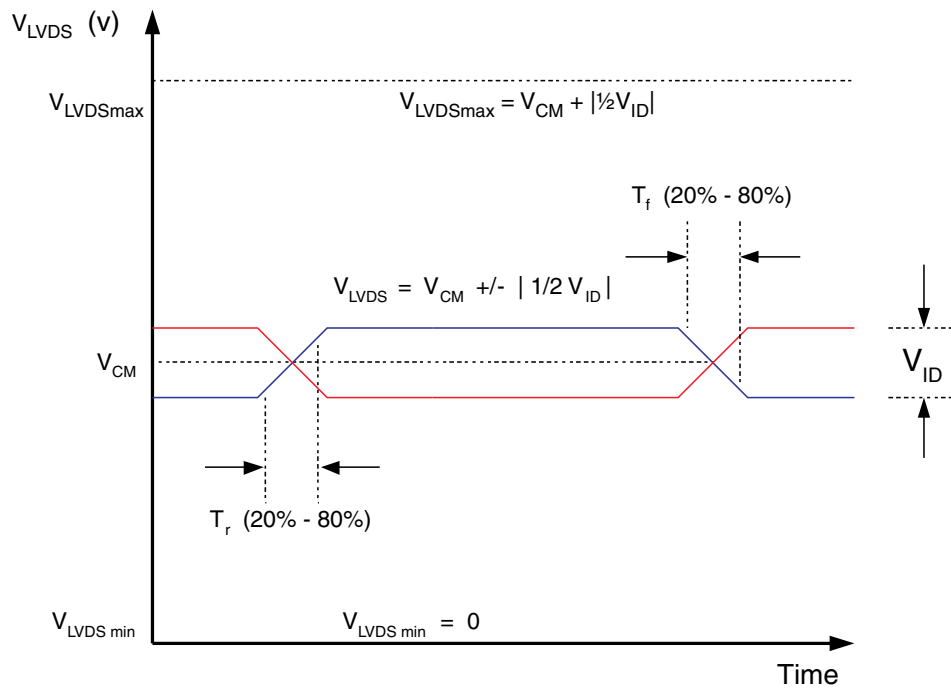 V_LVDS (v)
V_LVDSmax
V_LVDSmax = V_CM + |½V_ID|
T_f (20% - 80%)
V_LVDS = V_CM +/- | 1/2 V_ID |
V_CM
V_ID
T_r (20% - 80%)
V_LVDS min
V_LVDS min = 0
Time